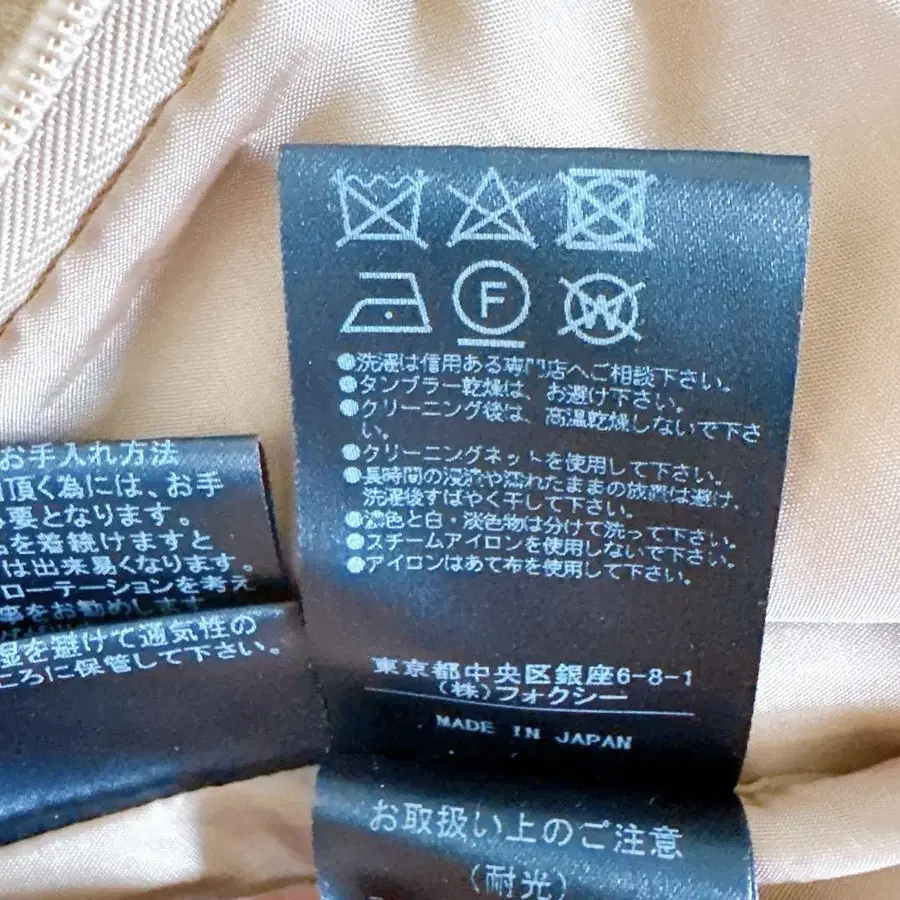 F
W
●洗濯は信用ある専門店へご相談下さい。
●タンブラー乾燥は、お避け下さい。
●クリーニング後は、高温乾燥しないで下さ
い。
●クリーニングネットを使用して下さい。
●長時間の浸漬や濡れたままの放置は避け、
洗濯後すばやく干して下さい。
●濃色と白・淡色物は分けて洗って下さい。
●スチームアイロンを使用しないで下さい。
●アイロンはあて布を使用して下さい。
東京都中央区銀座6-8-1
(株)フォクシー
MADE IN JAPAN
お取扱い上のご注意
(耐光)
お手入れ方法
頂く為には、お手
要となります。
を着続けますと
は出来易くなります。
ローテーションを考え
をお勧めします
湿を避けて通気性の
ころに保管して下さい。